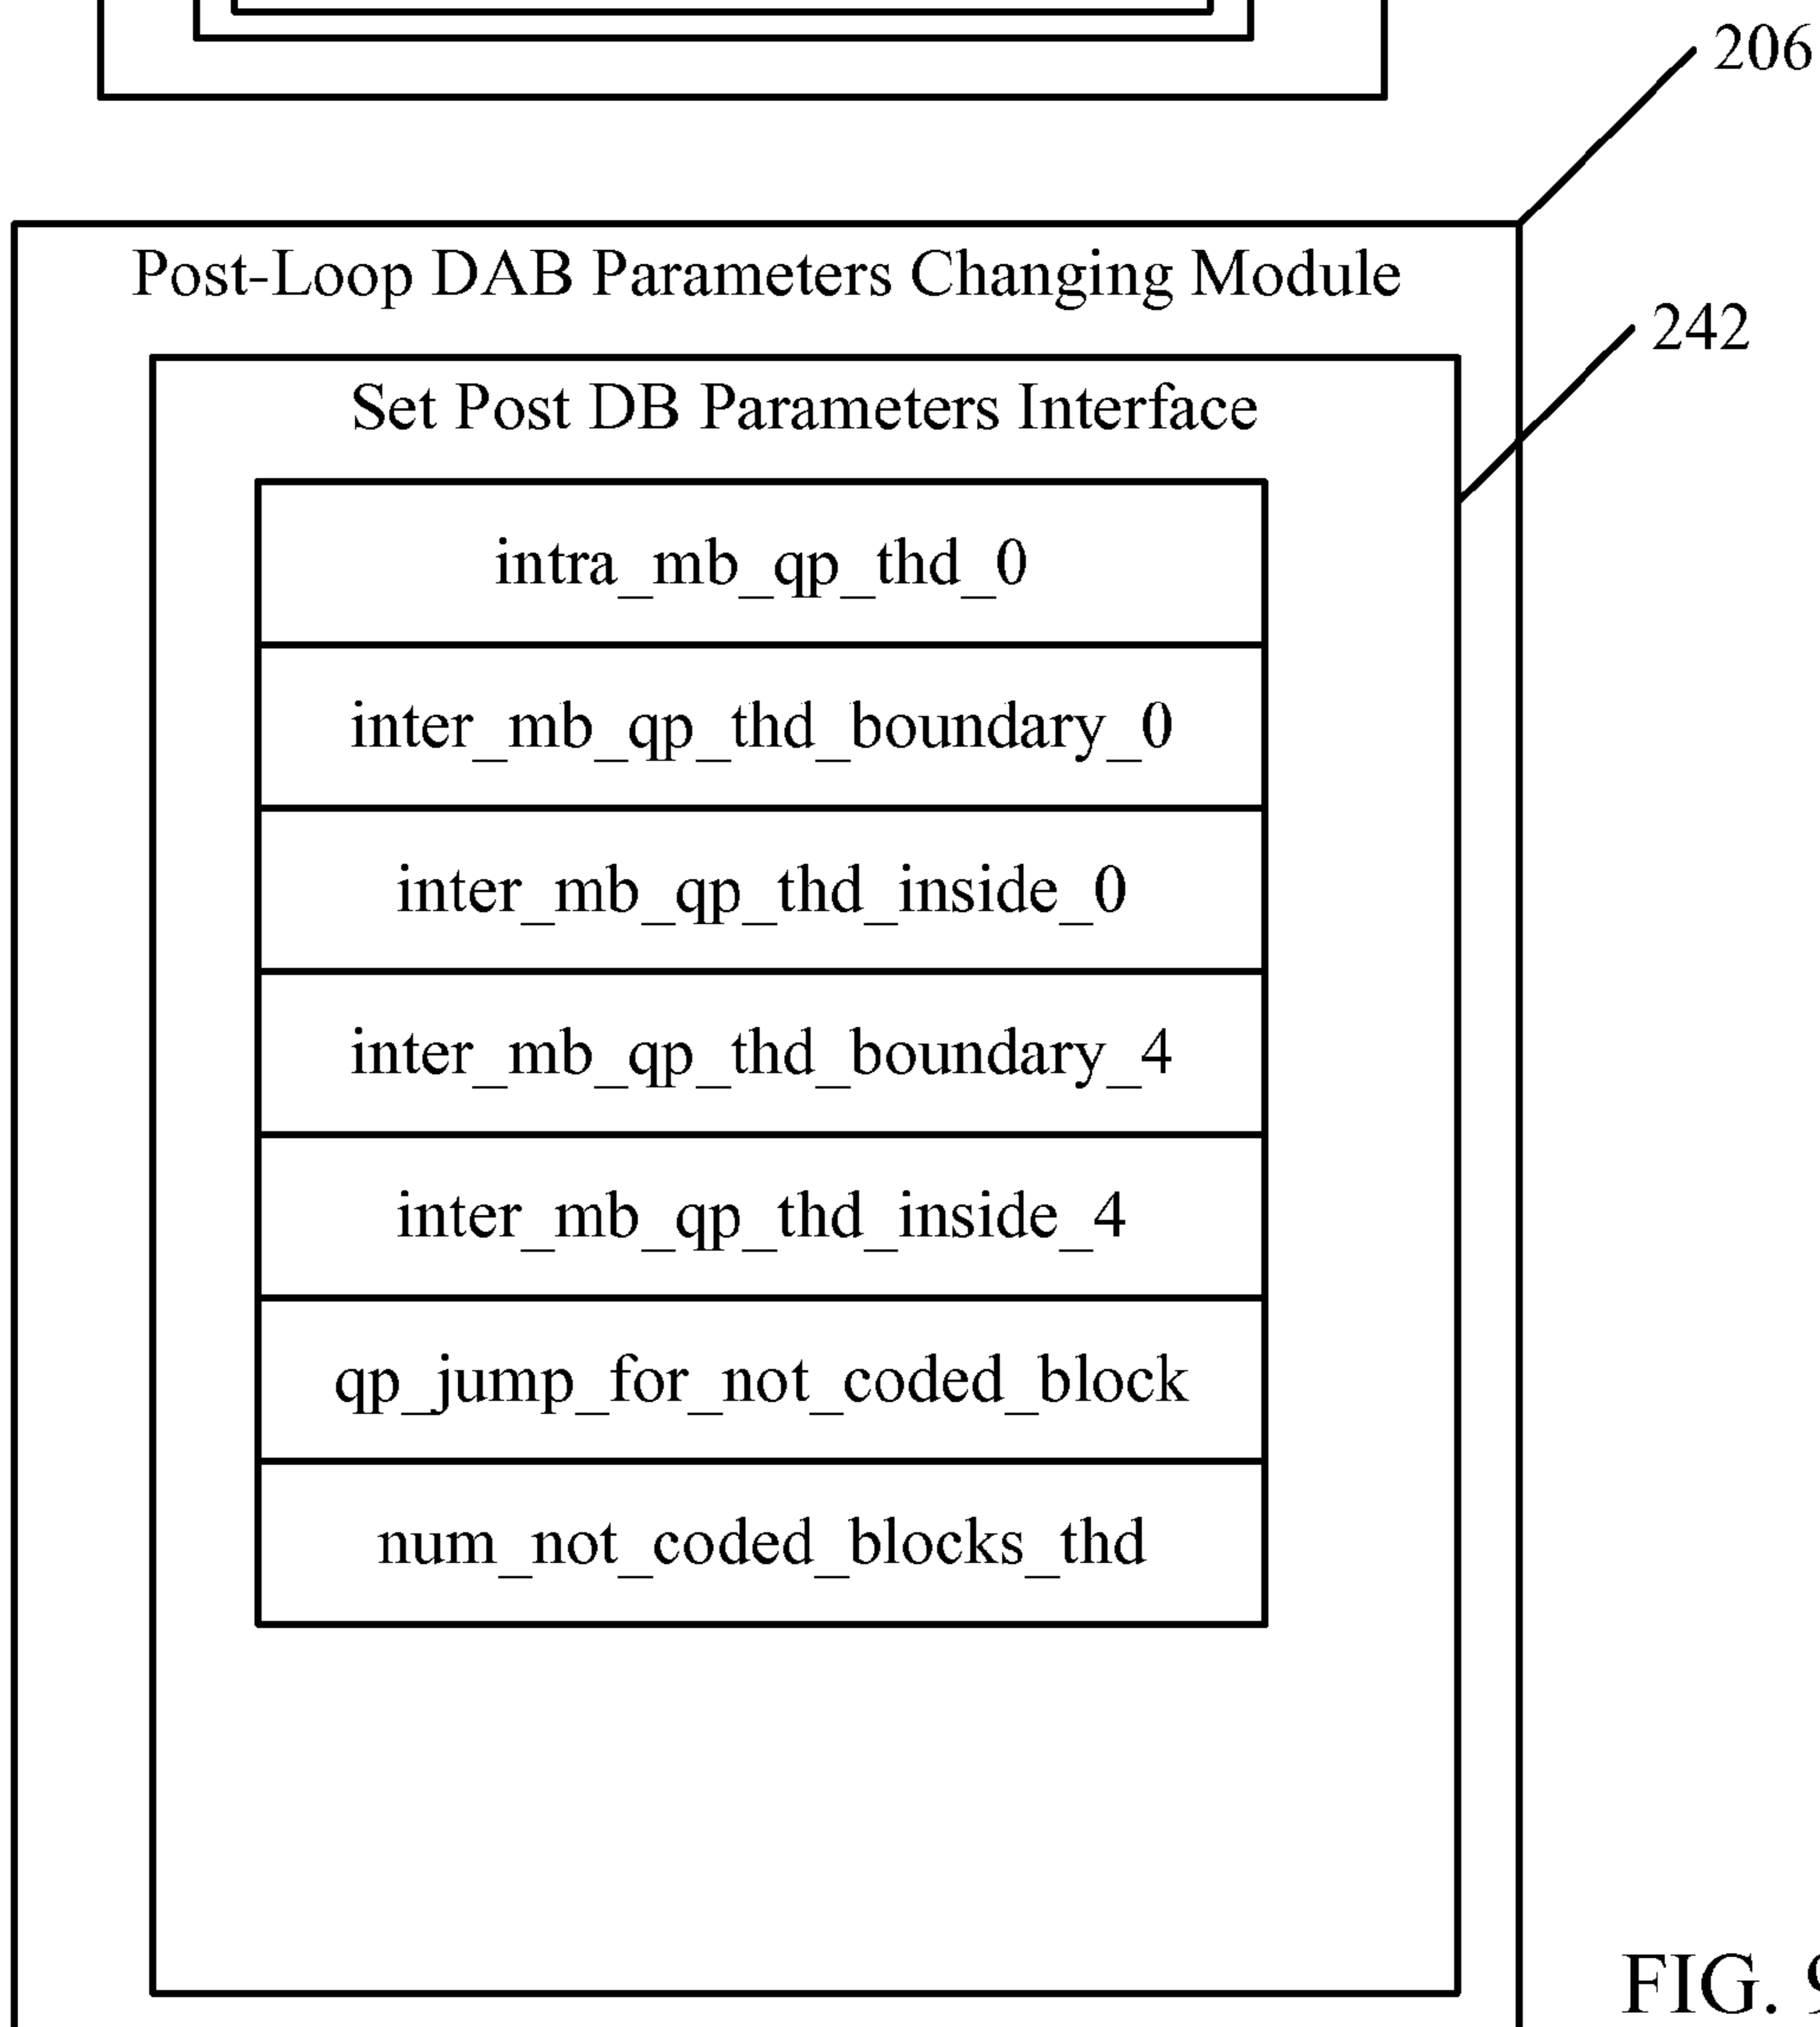 206
Post-Loop DAB Parameters Changing Module
242
Set Post DB Parameters Interface
intra_mb_qp_thd_0
inter_mb_qp_thd_boundary_0
inter_mb_qp_thd_inside_0
inter_mb_qp_thd_boundary_4
inter_mb_qp_thd_inside_4
qp_jump_for_not_coded_block
num_not_coded_blocks_thd
FIG.